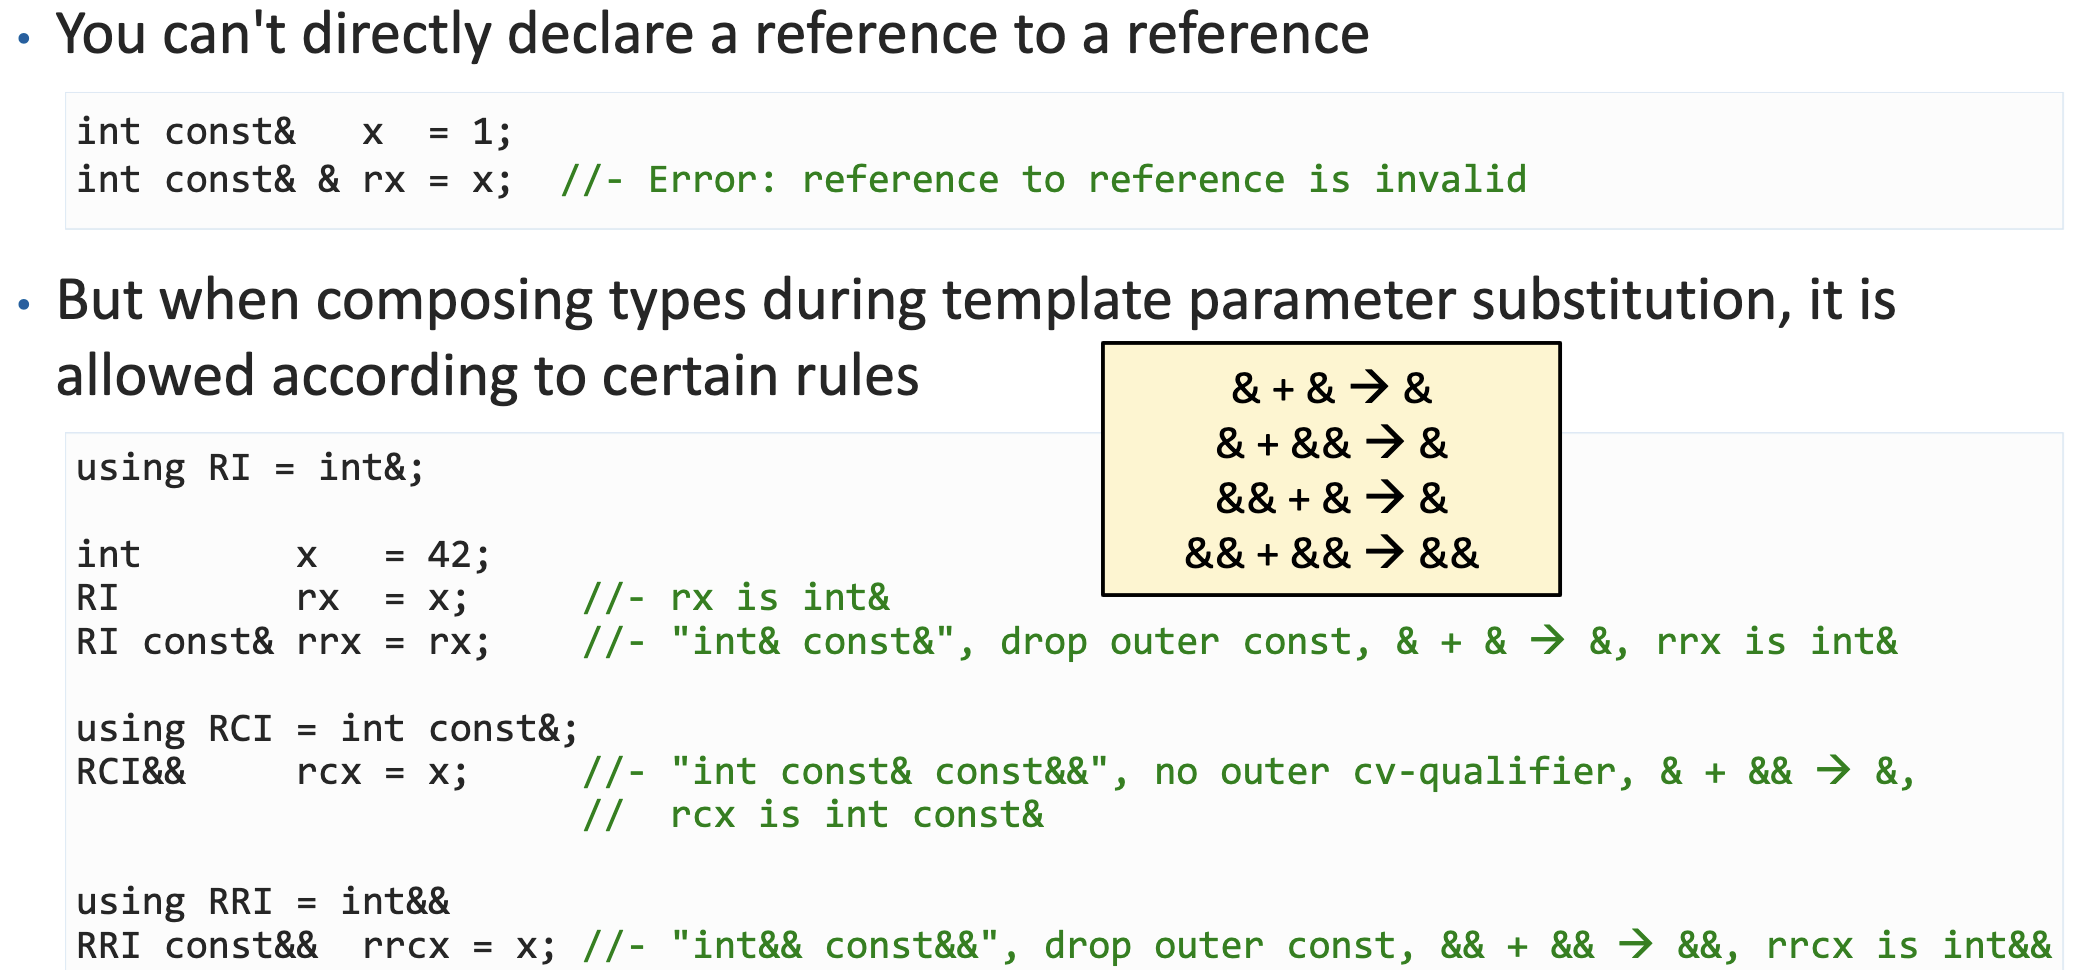 • You can't directly declare a reference to a reference
int const&   x  = 1;
int const& & rx = x;  //- Error: reference to reference is invalid
• But when composing types during template parameter substitution, it is
allowed according to certain rules
& + & → &
& + && → &
&& + & → &
&& + && → &&
using RI = int&;
int       x   = 42;
RI        rx  = x;     //- rx is int&
RI const& rrx = rx;    //- "int& const&", drop outer const, & + & → &, rrx is int&
using RCI = int const&;
RCI&&     rcx = x;     //- "int const& const&&", no outer cv-qualifier, & + && → &,
                       //  rcx is int const&
using RRI = int&&
RRI const&&  rrcx = x; //- "int&& const&&", drop outer const, && + && → &&, rrcx is int&&